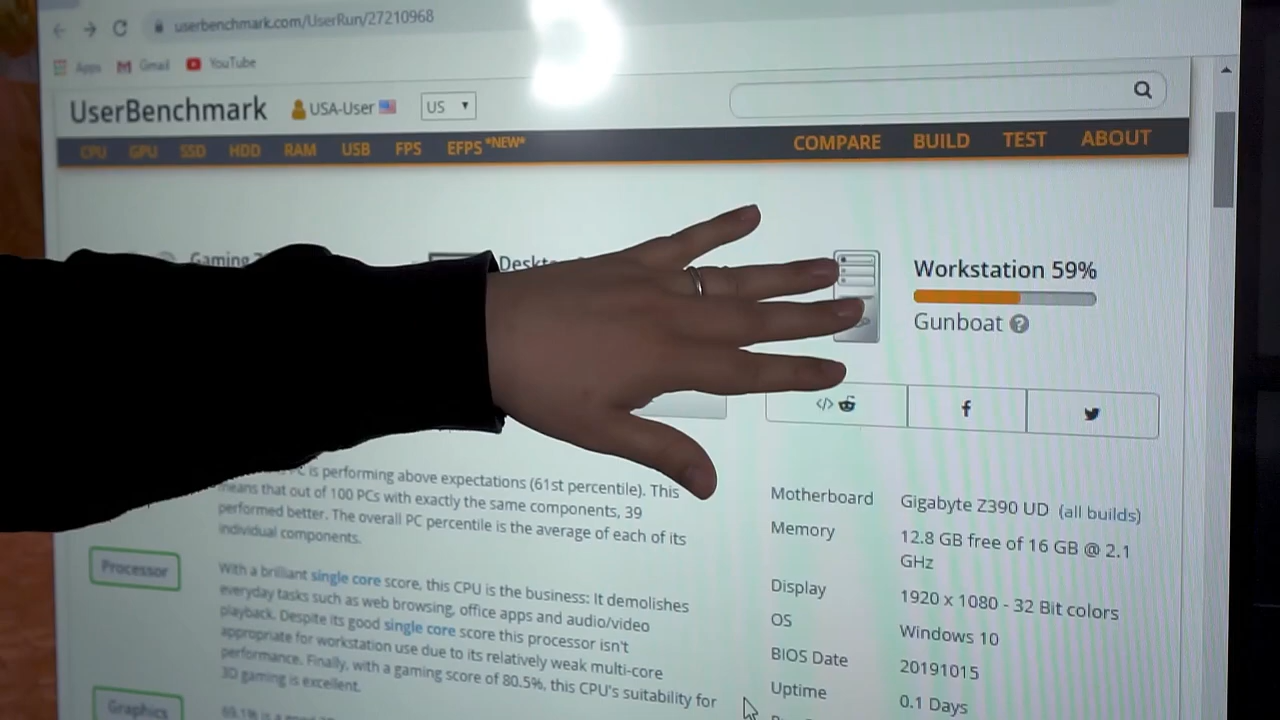 userbenchmark.com/UserRun/27210968
Apps Gmail YouTube
UserBenchmark USA-User US
CPU GPU SSD HDD RAM USB FPS EFPS *NEW* COMPARE BUILD TEST ABOUT
Gaming
Workstation 59%
Gunboat ?
</>
is performing above expectations (61st percentile). This
means that out of 100 PCs with exactly the same components, 39
performed better. The overall PC percentile is the average of each of its
individual components.
Processor
With a brilliant single core score, this CPU is the business: It demolishes
everyday tasks such as web browsing, office apps and audio/video
playback. Despite its good single core score this processor isn't
appropriate for workstation use due to its relatively weak multi-core
performance. Finally, with a gaming score of 80.5%, this CPU's suitability for
3D gaming is excellent.
Graphics
Motherboard Gigabyte Z390 UD (all builds)
Memory 12.8 GB free of 16 GB @ 2.1
GHz
Display 1920 x 1080 - 32 Bit colors
OS Windows 10
BIOS Date 20191015
Uptime 0.1 Days